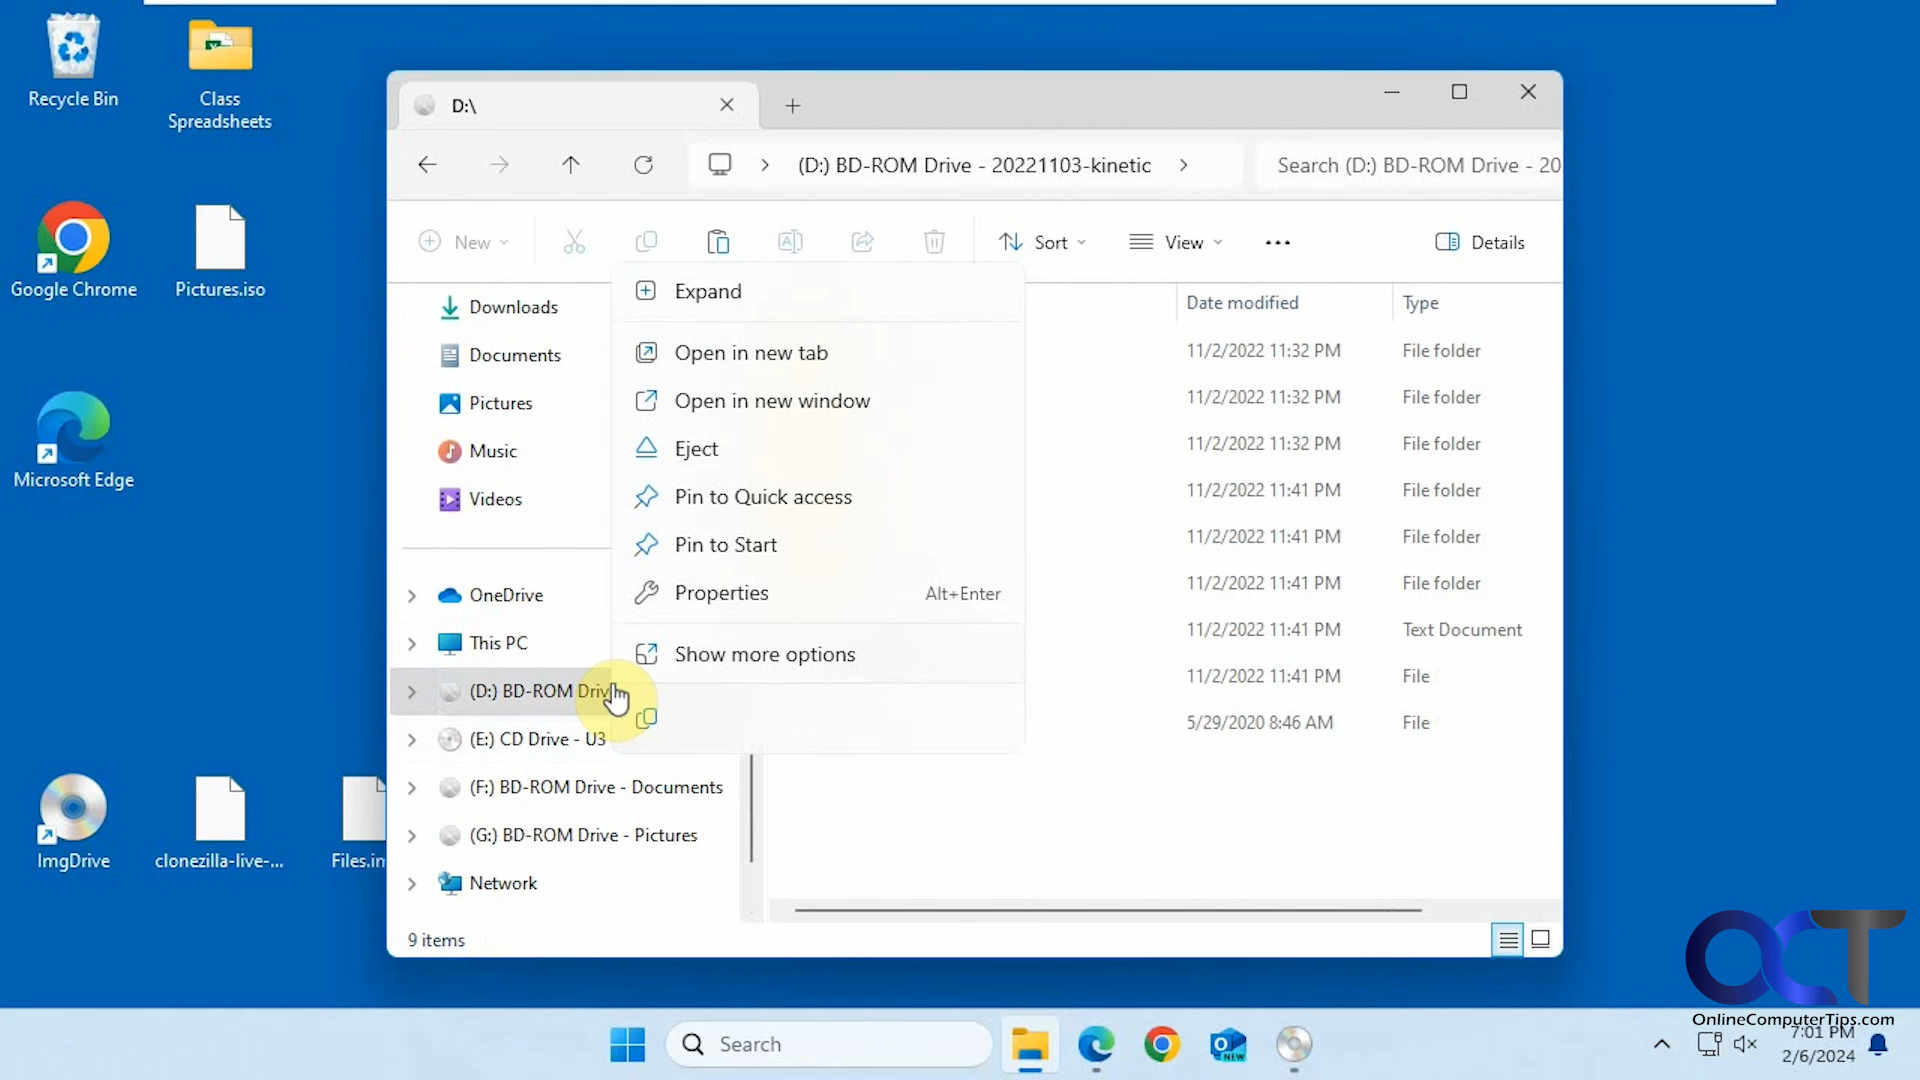 Recycle Bin
Class
Spreadsheets
Google Chrome
Pictures.iso
Microsoft Edge
ImgDrive
clonezilla-live-...
Files.in
D:\
(D:) BD-ROM Drive - 20221103-kinetic
Search (D:) BD-ROM Drive - 20
New
Sort
View
Details
Downloads
Documents
Pictures
Music
Videos
OneDrive
This PC
(D:) BD-ROM Driv
(E:) CD Drive - U3
(F:) BD-ROM Drive - Documents
(G:) BD-ROM Drive - Pictures
Network
Expand
Open in new tab
Open in new window
Eject
Pin to Quick access
Pin to Start
Properties Alt+Enter
Show more options
Date modified Type
11/2/2022 11:32 PM File folder
11/2/2022 11:32 PM File folder
11/2/2022 11:32 PM File folder
11/2/2022 11:41 PM File folder
11/2/2022 11:41 PM File folder
11/2/2022 11:41 PM File folder
11/2/2022 11:41 PM Text Document
11/2/2022 11:41 PM File
5/29/2020 8:46 AM File
9 items
OCT
OnlineComputerTips.com
Search
NEW
7:01 PM
2/6/2024